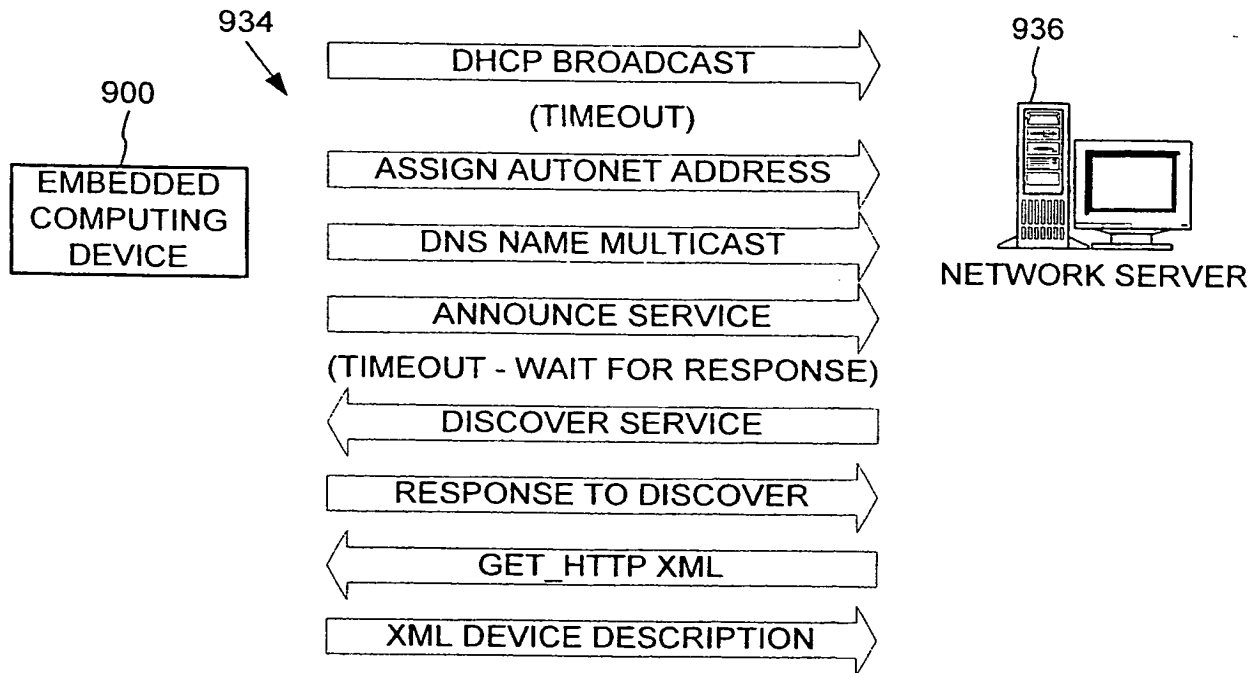 934
936
900
DHCP BROADCAST
(TIMEOUT)
ASSIGN AUTONET ADDRESS
DNS NAME MULTICAST
ANNOUNCE SERVICE
(TIMEOUT - WAIT FOR RESPONSE)
DISCOVER SERVICE
RESPONSE TO DISCOVER
GET_HTTP XML
XML DEVICE DESCRIPTION
EMBEDDED
COMPUTING
DEVICE
NETWORK SERVER